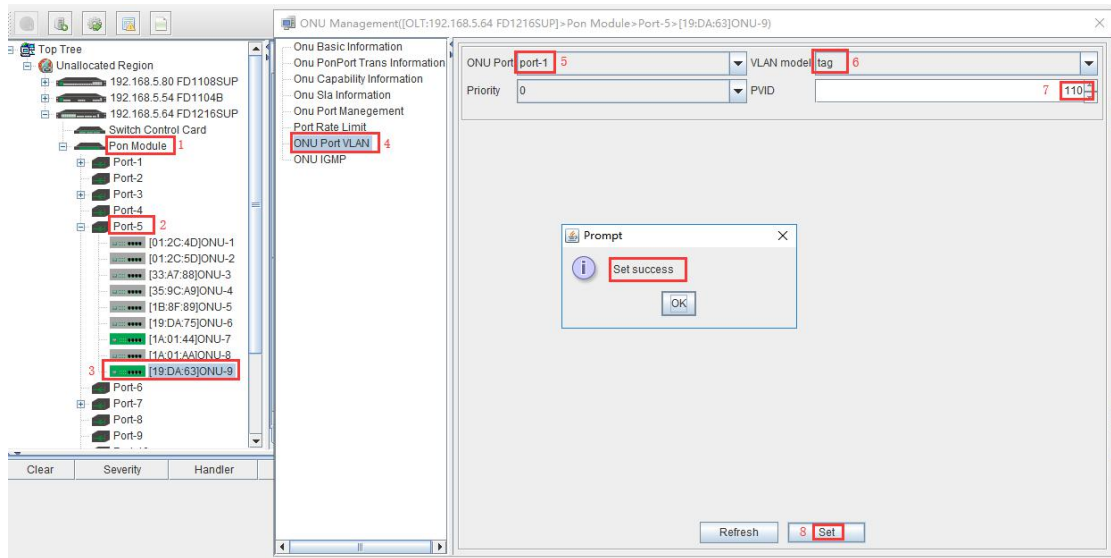 ONU Management([OLT:192.168.5.64 FD1216SUP]>Pon Module>Port-5>[19:DA:63]ONU-9)
Top Tree
Unallocated Region
192.168.5.80 FD1108SUP
192.168.5.54 FD1104B
192.168.5.64 FD1216SUP
Switch Control Card
Pon Module 1
Port-1
Port-2
Port-3
Port-4
Port-5 2
[01:2C:4D]ONU-1
[01:2C:5D]ONU-2
[33:A7:88]ONU-3
[35:9C:A9]ONU-4
[1B:8F:89]ONU-5
[19:DA:75]ONU-6
[1A:01:44]ONU-7
[1A:01:AA]ONU-8
3 [19:DA:63]ONU-9
Port-6
Port-7
Port-8
Port-9
Clear Severity Handler
Onu Basic Information
Onu PonPort Trans Information
Onu Capability Information
Onu Sla Information
Onu Port Manegement
Port Rate Limit
ONU Port VLAN 4
ONU IGMP
ONU Port port-1 5 VLAN model tag 6
Priority 0 PVID 7 110
Prompt
Set success
OK
Refresh 8 Set